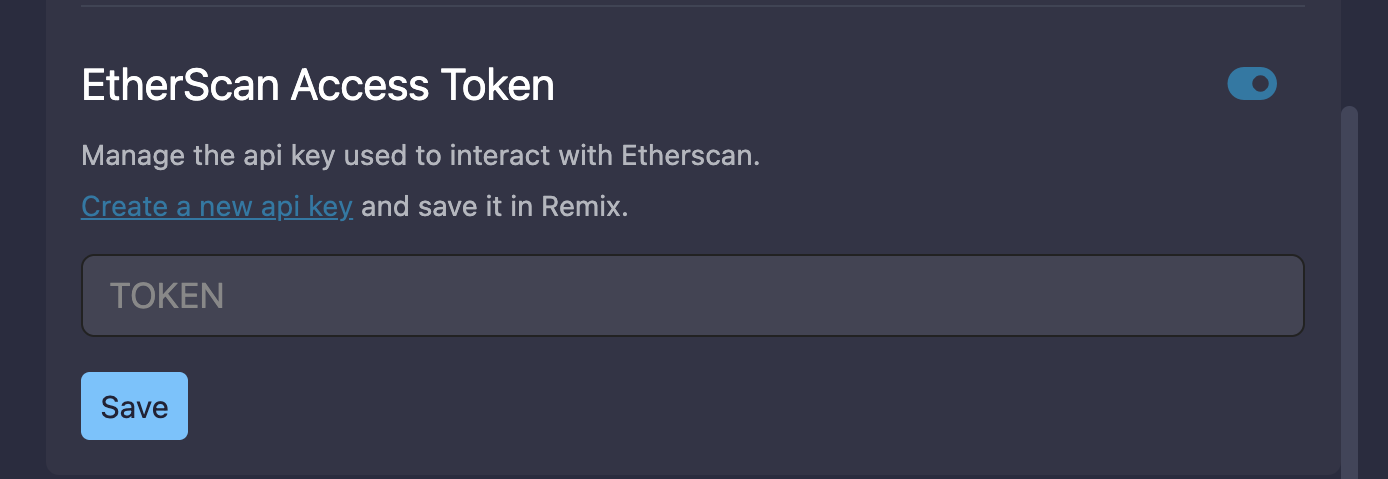 EtherScan Access Token
Manage the api key used to interact with Etherscan.
Create a new api key and save it in Remix.
TOKEN
Save